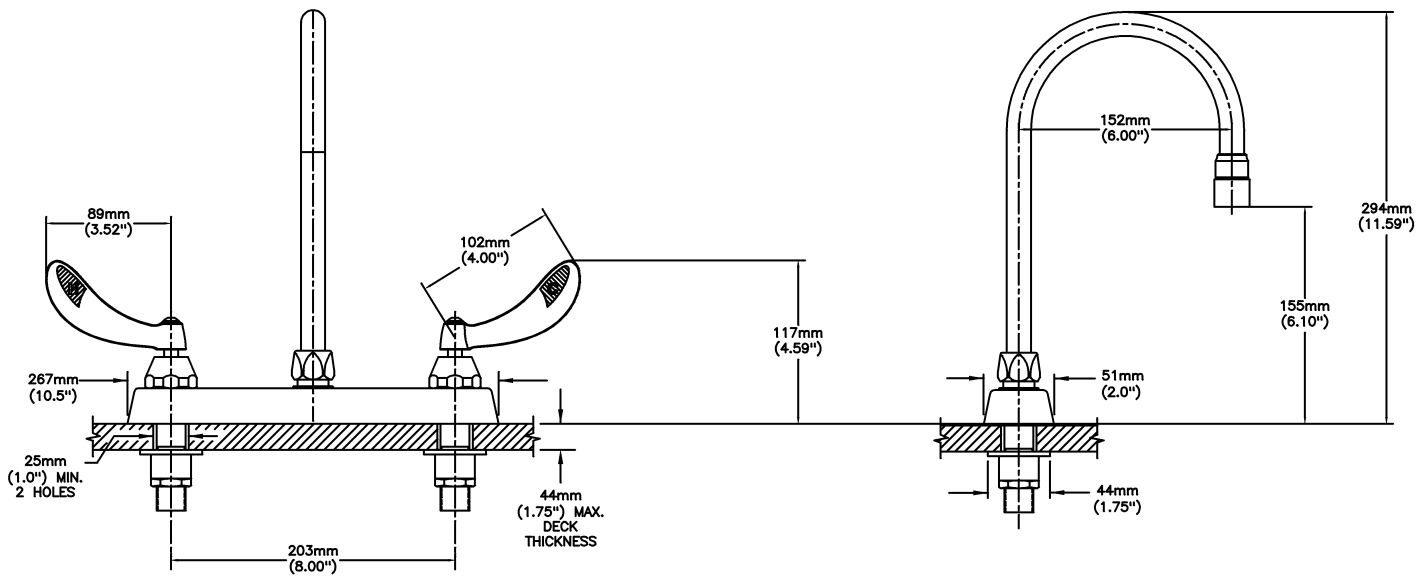 89mm
(3.52")
102mm
(4.00")
117mm
(4.59")
267mm
(10.5")
25mm
(1.0") MIN.
2 HOLES
44mm
(1.75") MAX.
DECK
THICKNESS
203mm
(8.00")
152mm
(6.00")
294mm
(11.59")
155mm
(6.10")
51mm
(2.0")
44mm
(1.75")